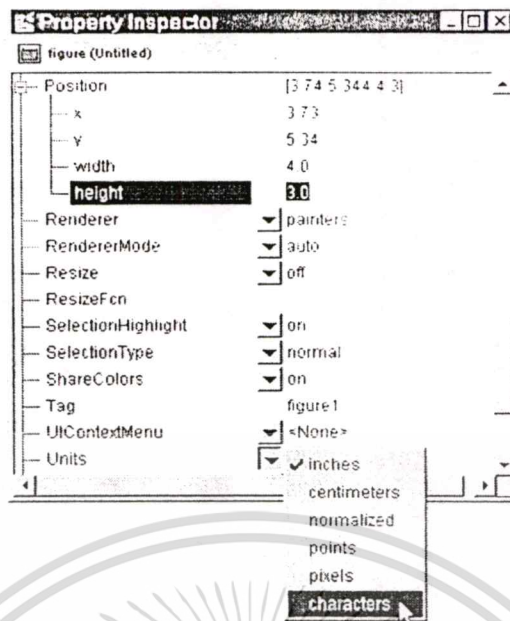 Property Inspector
figure (Untitled)
Position [3.74 5.344 4 3]
x 3.73
y 5.34
width 4.0
height 3.0
Renderer painters
RendererMode auto
Resize off
ResizeFcn
SelectionHighlight on
SelectionType normal
ShareColors on
Tag figure1
UIContextMenu <None>
Units inches
centimeters
normalized
points
pixels
characters